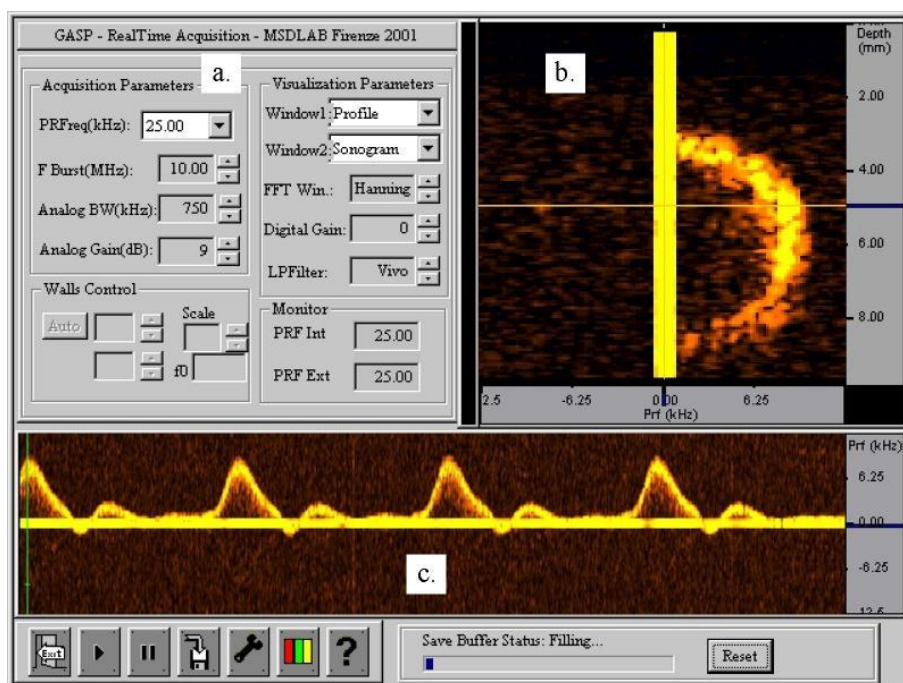 GASP - RealTime Acquisition - MSDLAB Firenze 2001
a.
Acquisition Parameters
PRFreq(kHz): 25.00
F Burst(MHz): 10.00
Analog BW(kHz): 750
Analog Gain(dB): 9
Walls Control
Auto
Scale
f0
Visualization Parameters
Window1: Profile
Window2: Sonogram
FFT Win.: Hanning
Digital Gain: 0
LPFilter: Vivo
Monitor
PRF Int 25.00
PRF Ext 25.00
b.
Depth
(mm)
2.00
4.00
6.00
8.00
2.5 -6.25 0.00 6.25
Prf (kHz)
c.
Prf (kHz)
6.25
0.00
-6.25
Exit
?
Save Buffer Status: Filling...
Reset